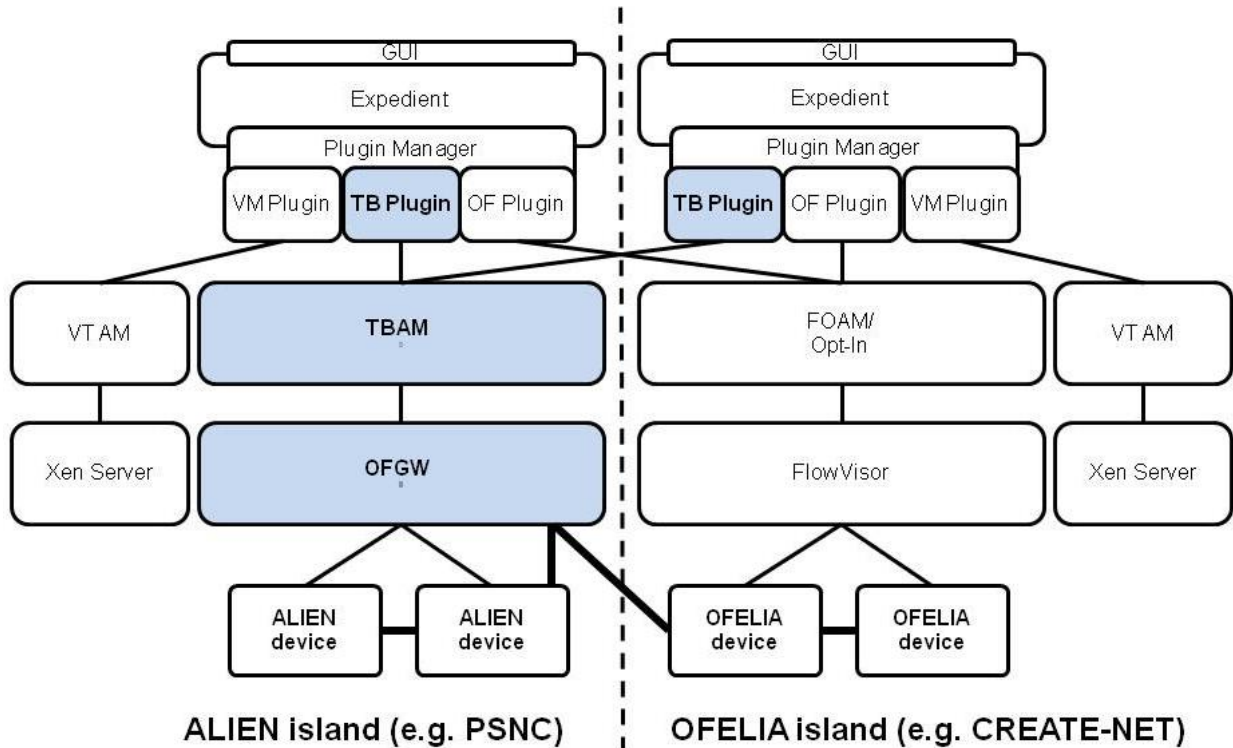 GUI
GUI
Expedient
Expedient
Plugin Manager
Plugin Manager
VM Plugin
TB Plugin
OF Plugin
TB Plugin
OF Plugin
VM Plugin
VT AM
TBAM
FOAM/
Opt-In
VT AM
Xen Server
OFGW
FlowVisor
Xen Server
ALIEN
device
ALIEN
device
OFELIA
device
OFELIA
device
ALIEN island (e.g. PSNC)
OFELIA island (e.g. CREATE-NET)